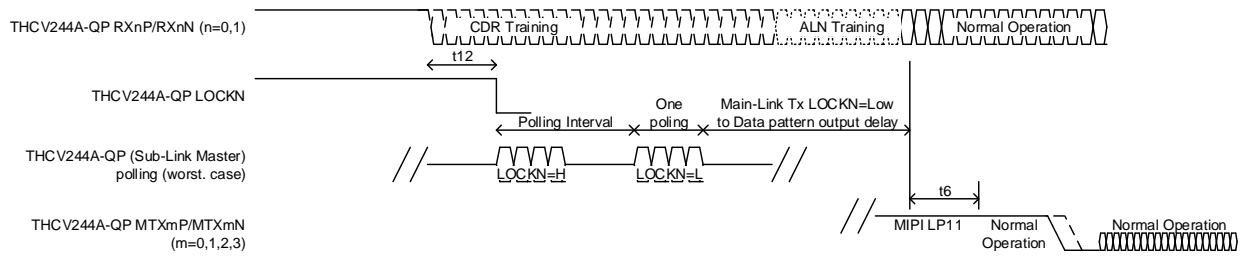 THCV244A-QP RXnP/RXnN (n=0,1)
CDR Training
ALN Training
Normal Operation
t12
THCV244A-QP LOCKN
Polling Interval
One
poling
Main-Link Tx LOCKN=Low
to Data pattern output delay
THCV244A-QP (Sub-Link Master)
polling (worst. case)
LOCKN=H
LOCKN=L
t6
THCV244A-QP MTXmP/MTXmN
(m=0,1,2,3)
MIPI LP11
Normal
Operation
Normal Operation